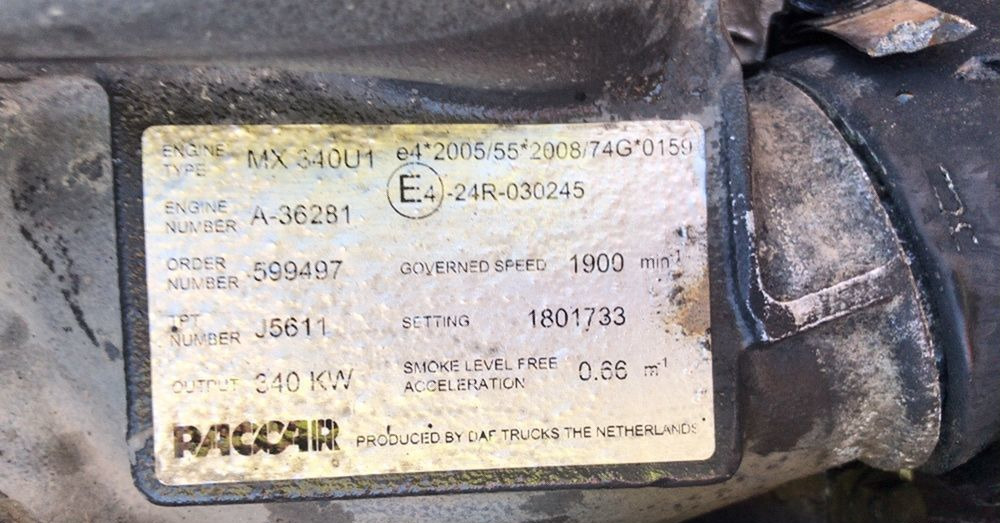 ENGINE TYPE MX 340U1 e4*2005/55*2008/74G*0159
E4-24R-030245
ENGINE NUMBER A-36281
ORDER NUMBER 599497 GOVERNED SPEED 1900 min-1
TPT NUMBER J5611 SETTING 1801733
OUTPUT 340 KW SMOKE LEVEL FREE ACCELERATION 0.66 m-1
PACCAR PRODUCED BY DAF TRUCKS THE NETHERLANDS